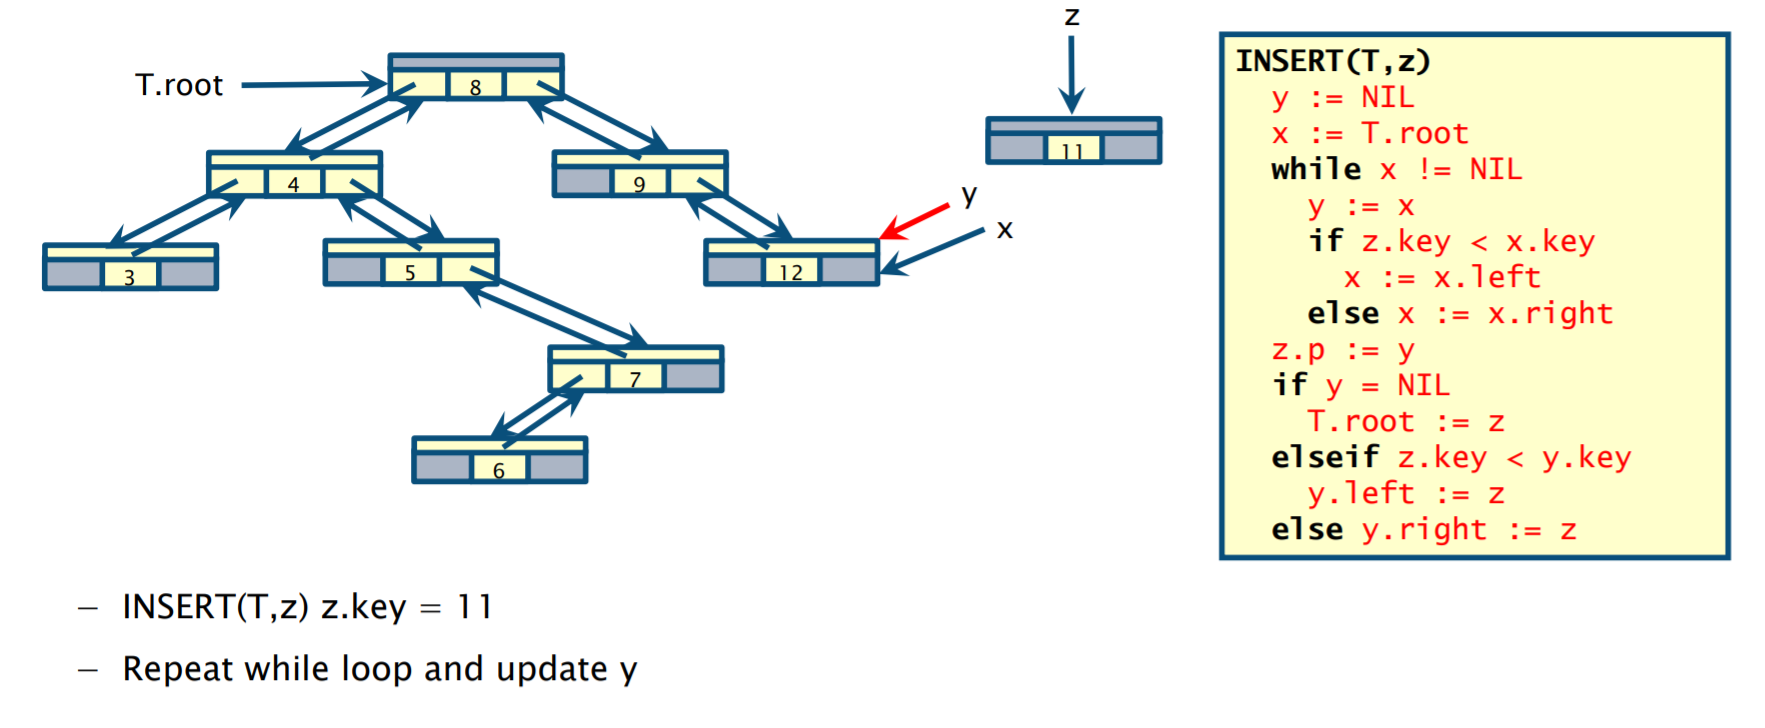 z
T.root
8
11
4
9
y
x
3
5
12
7
6
INSERT(T,z)
y := NIL
x := T.root
while x != NIL
y := x
if z.key < x.key
x := x.left
else x := x.right
z.p := y
if y = NIL
T.root := z
elseif z.key < y.key
y.left := z
else y.right := z
– INSERT(T,z) z.key = 11
– Repeat while loop and update y